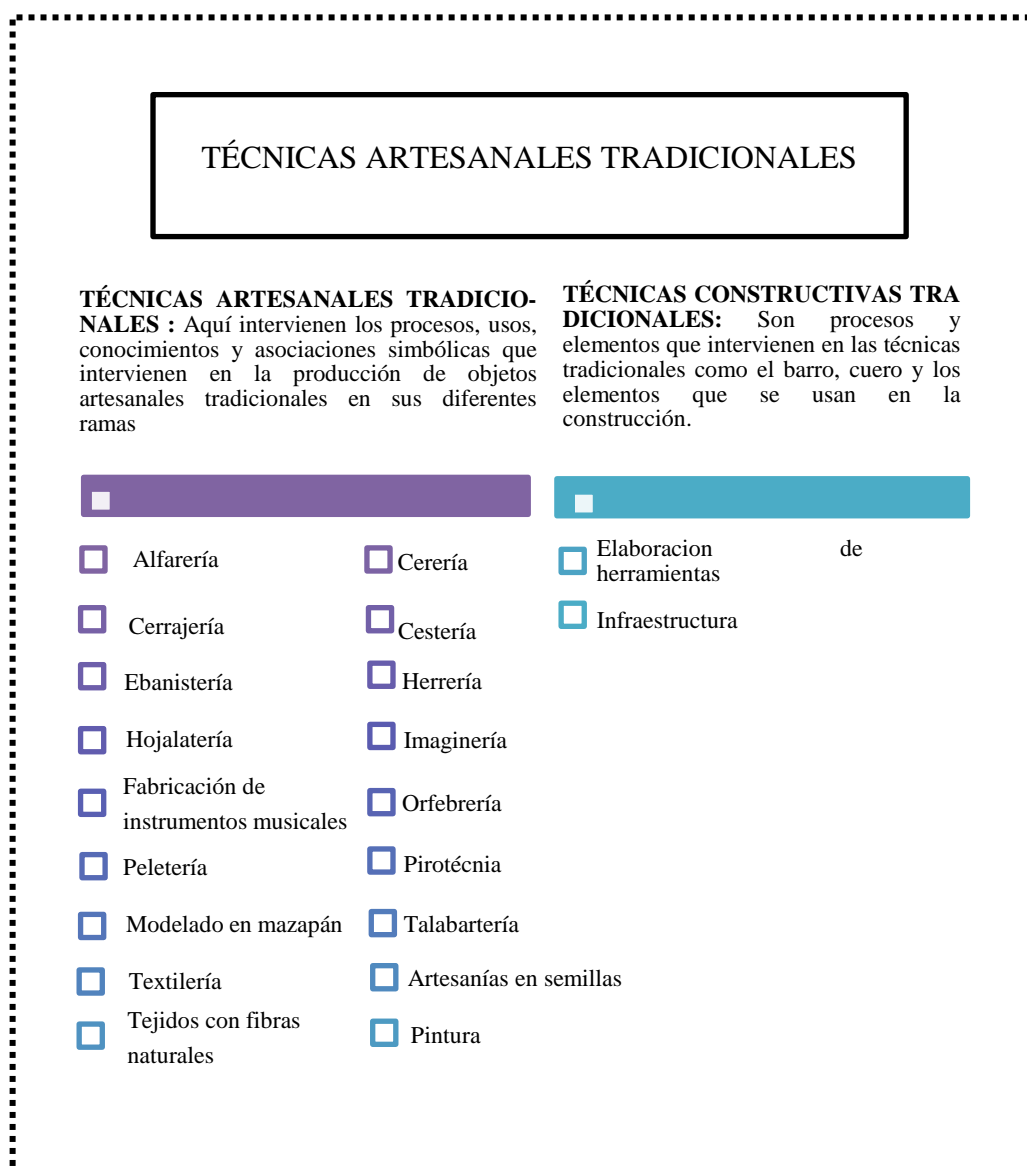 TÉCNICAS ARTESANALES TRADICIONALES
TÉCNICAS ARTESANALES TRADICIO-
NALES : Aquí intervienen los procesos, usos,
conocimientos y asociaciones simbólicas que
intervienen en la producción de objetos
artesanales tradicionales en sus diferentes
ramas
TÉCNICAS CONSTRUCTIVAS TRA
DICIONALES: Son procesos y
elementos que intervienen en las técnicas
tradicionales como el barro, cuero y los
elementos que se usan en la
construcción.
Alfarería
Cerrajería
Ebanistería
Hojalatería
Fabricación de
instrumentos musicales
Peletería
Modelado en mazapán
Textilería
Tejidos con fibras
naturales
Cerería
Cestería
Herrería
Imaginería
Orfebrería
Pirotécnia
Talabartería
Artesanías en semillas
Pintura
Elaboracion de
herramientas
Infraestructura